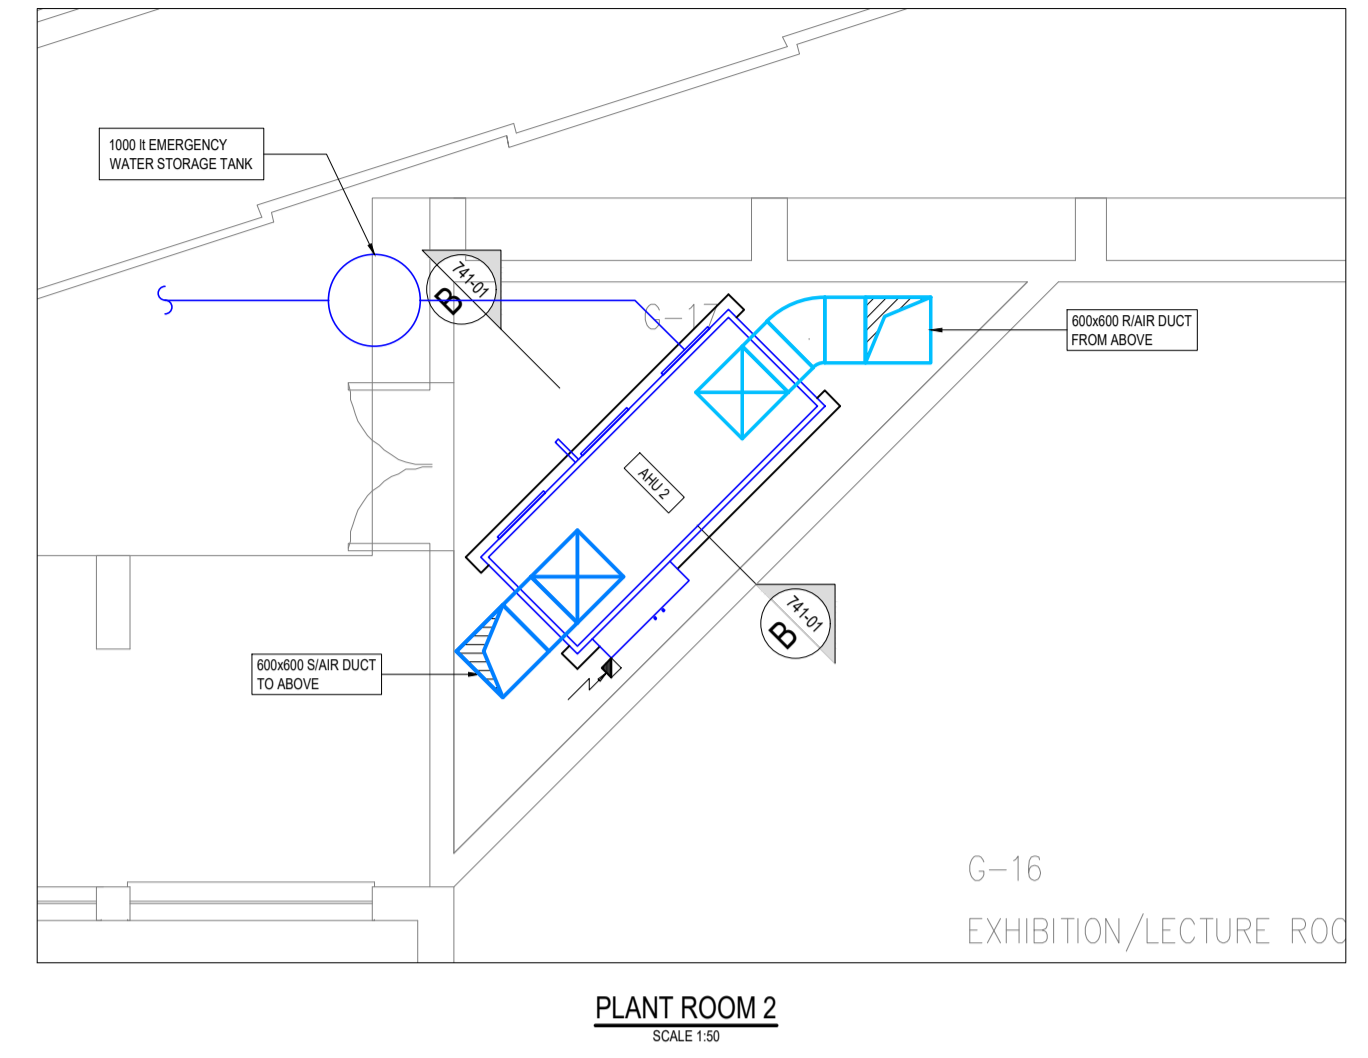 1000 lt EMERGENCY
WATER STORAGE TANK
741-01
B
G-17
600x600 R/AIR DUCT
FROM ABOVE
AHU 2
741-01
B
600x600 S/AIR DUCT
TO ABOVE
G-16
EXHIBITION/LECTURE ROO
PLANT ROOM 2
SCALE 1:50